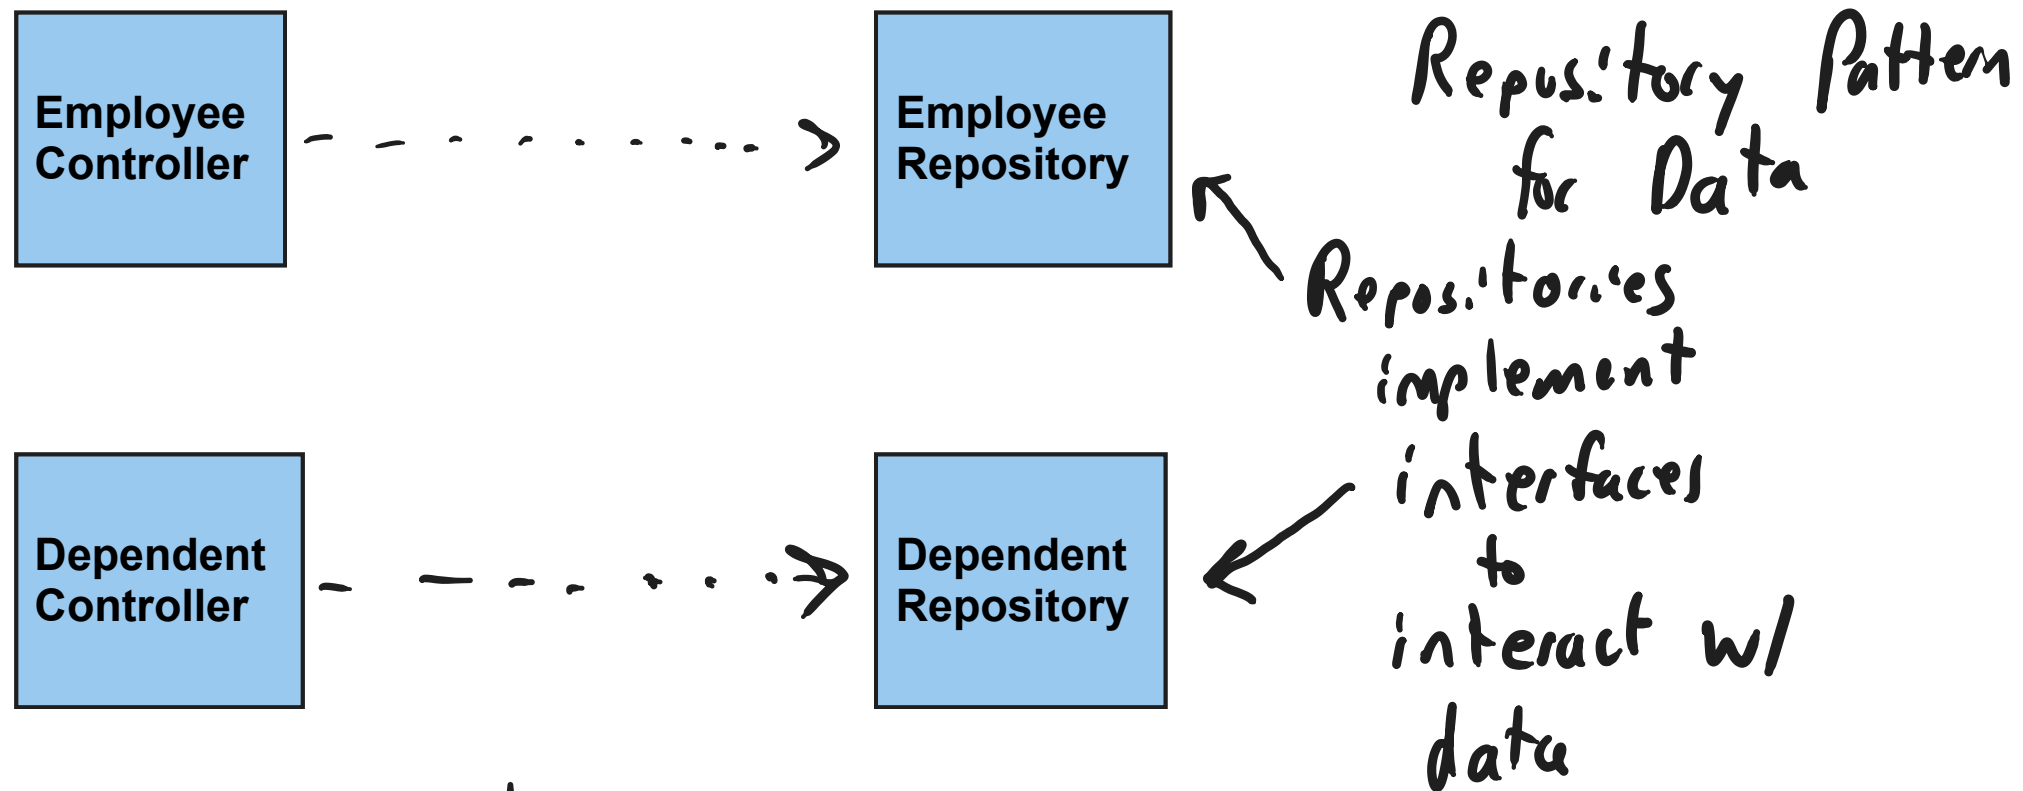 Employee
Controller
Employee
Repository
Repository Pattern
for Data
Repositories
implement
interfaces
to
interact w/
data
Dependent
Controller
Dependent
Repository